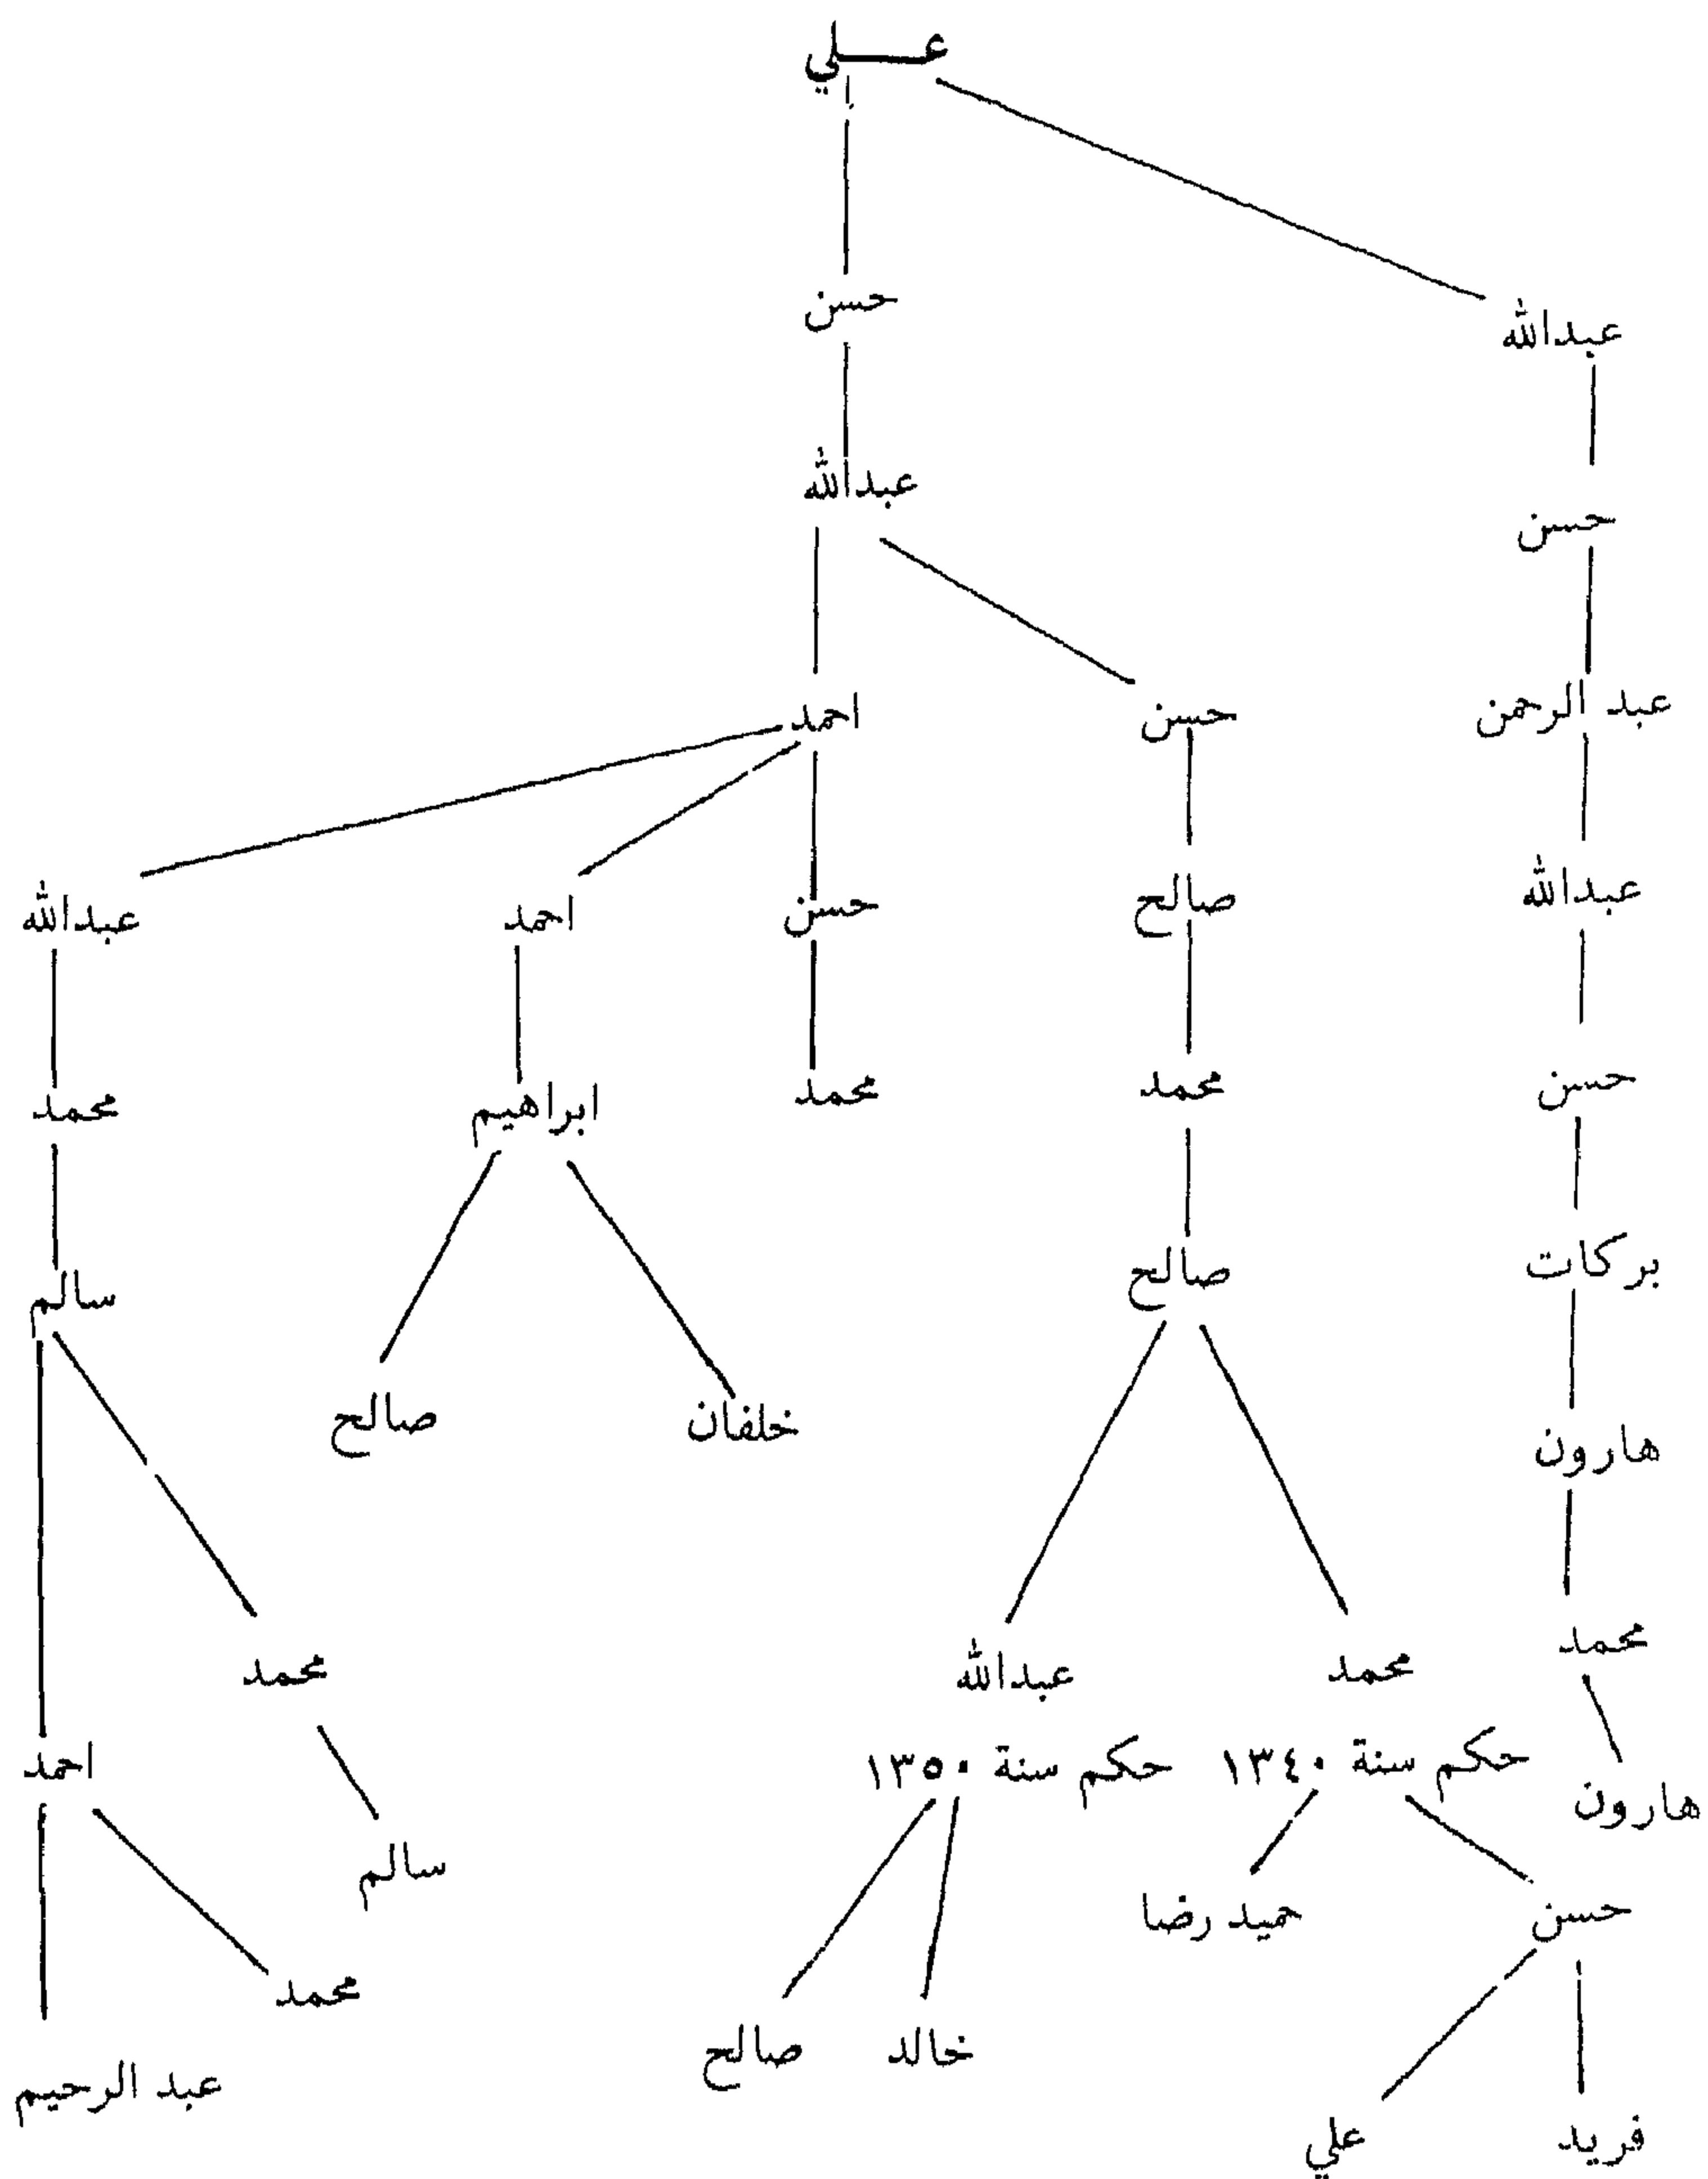 علي
حسن
عبدالله
عبدالله
حسن
احمد
حسن
عبد الرحمن
عبدالله
احمد
حسن
صالح
عبدالله
محمد
ابراهيم
محمد
محمد
حسن
سالم
صالح
بركات
صالح
خلفان
هارون
محمد
عبدالله
محمد
محمد
احمد
حكم سنة ١٣٥٠
حكم سنة ١٣٤٠
هارون
سالم
حميد رضا
حسن
محمد
صالح
خالد
عبد الرحيم
علي
فريد